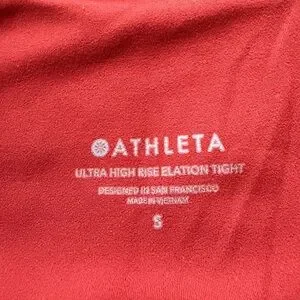 ATHLETA
ULTRA HIGH RISE ELATION TIGHT
DESIGNED IN SAN FRANCISCO
MADE IN VIETNAM
S